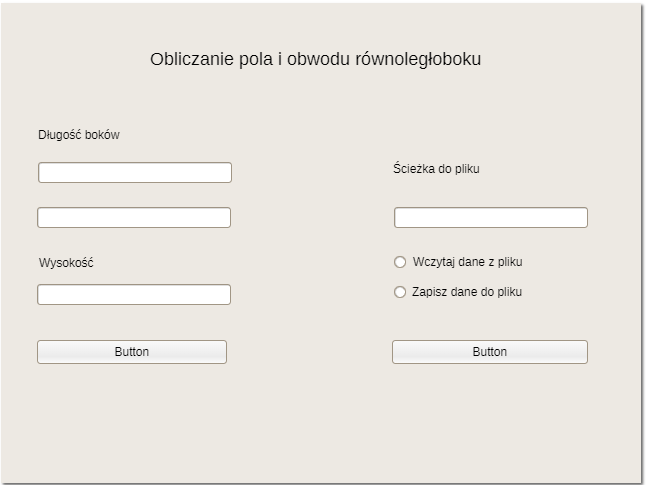 Obliczanie pola i obwodu równoległoboku
Długość boków
Ścieżka do pliku
Wysokość
Wczytaj dane z pliku
Zapisz dane do pliku
Button
Button